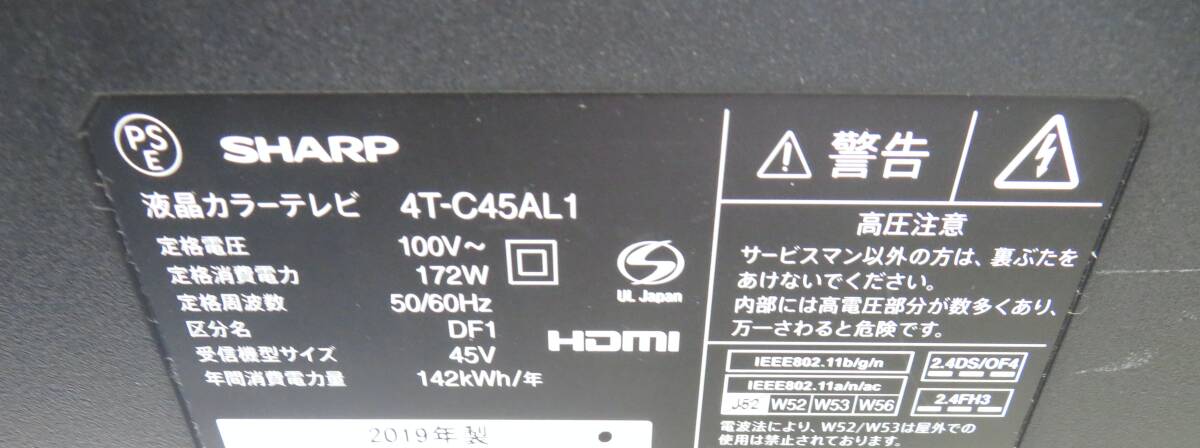 PSE
SHARP
液晶カラーテレビ 4T-C45AL1
定格電圧 100V～
定格消費電力 172W
定格周波数 50/60Hz
区分名 DF1
受信機型サイズ 45V
年間消費電力量 142kWh/年
2019年製
UL Japan
HDMI
警告
高圧注意
サービスマン以外の方は、裏ぶたを
あけないでください。
内部には高電圧部分が数多くあり、
万一さわると危険です。
IEEE802.11b/g/n
IEEE802.11a/n/ac
J52 W52 W53 W56
2.4DS/OF4
2.4FH3
電波法により、W52/W53は屋外での
使用は禁止されております。